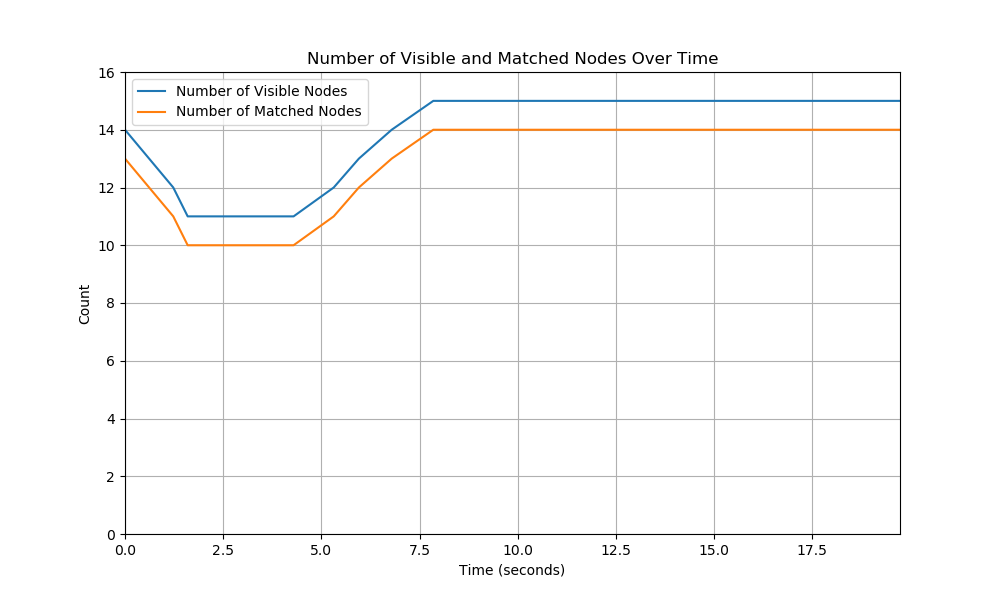 Number of Visible and Matched Nodes Over Time
Number of Visible Nodes
Number of Matched Nodes
Count
16
14
12
10
8
6
4
2
0
0.0 2.5 5.0 7.5 10.0 12.5 15.0 17.5
Time (seconds)